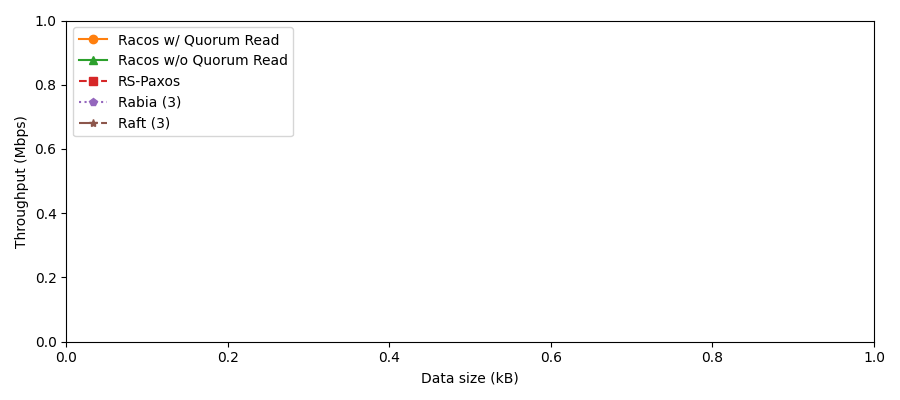 Racos w/ Quorum Read
Racos w/o Quorum Read
RS-Paxos
Rabia (3)
Raft (3)
1.0
0.8
0.6
0.4
0.2
0.0
Throughput (Mbps)
0.0 0.2 0.4 0.6 0.8 1.0
Data size (kB)